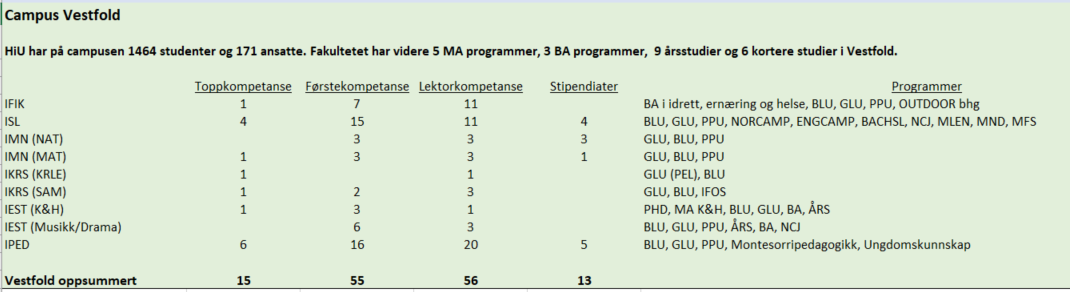 Campus Vestfold
HiU har på campusen 1464 studenter og 171 ansatte. Fakultetet har videre 5 MA programmer, 3 BA programmer, 9 årsstudier og 6 kortere studier i Vestfold.
Toppkompetanse Førstekompetanse Lektorkompetanse Stipendiater Programmer
IFIK 1 7 11 BA i idrett, ernæring og helse, BLU, GLU, PPU, OUTDOOR bhg
ISL 4 15 11 4 BLU, GLU, PPU, NORCAMP, ENGCAMP, BACHSL, NCJ, MLEN, MND, MFS
IMN (NAT) 3 3 3 GLU, BLU, PPU
IMN (MAT) 1 3 3 1 GLU, BLU, PPU
IKRS (KRLE) 1 1 GLU (PEL), BLU
IKRS (SAM) 1 2 3 GLU, BLU, IFOS
IEST (K&H) 1 3 1 PHD, MA K&H, BLU, GLU, BA, ÅRS
IEST (Musikk/Drama) 6 3 BLU, GLU, PPU, ÅRS, BA, NCJ
IPED 6 16 20 5 BLU, GLU, PPU, Montesorripedagogikk, Ungdomskunnskap
Vestfold oppsummert 15 55 56 13